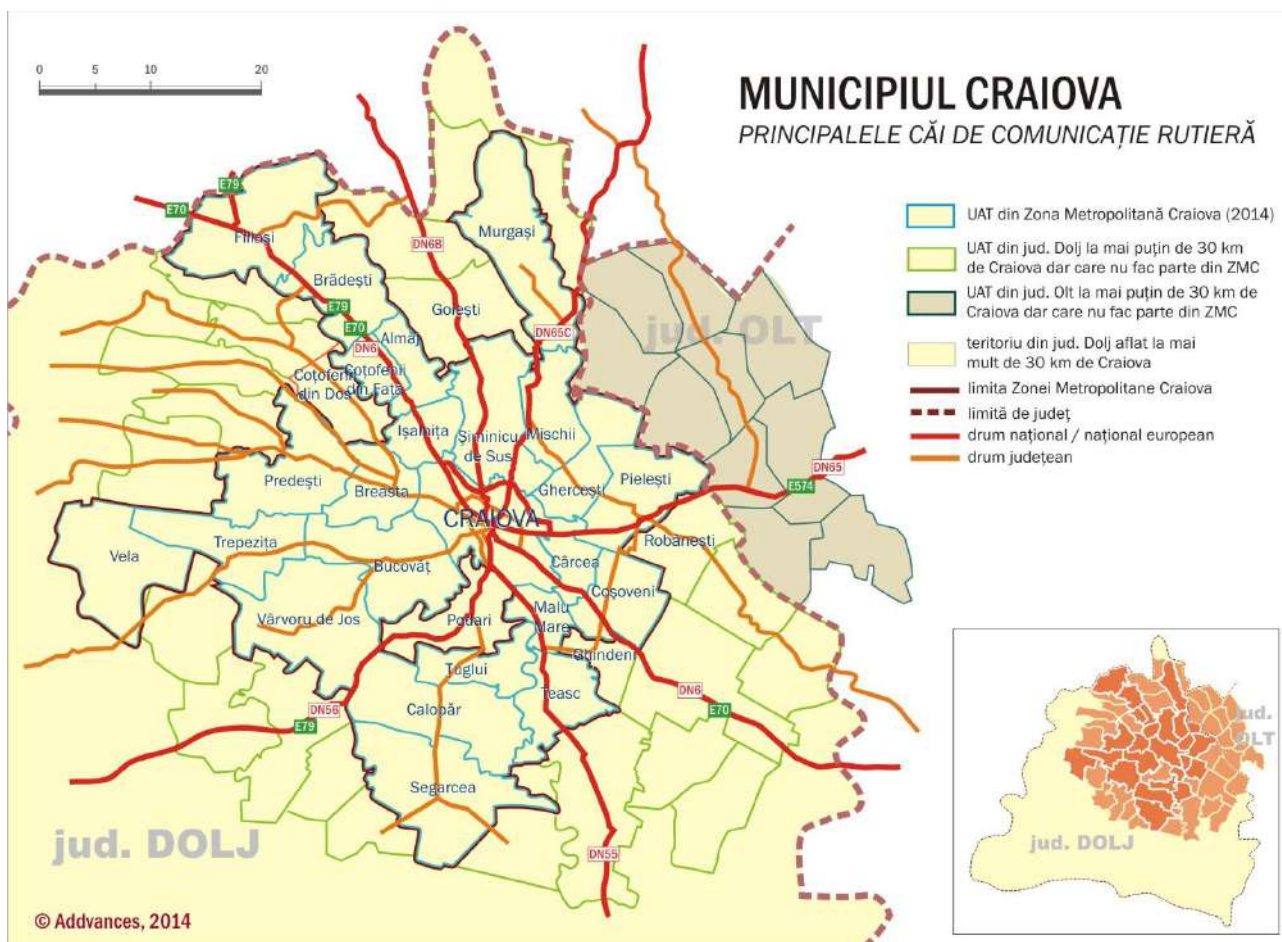 MUNICIPIUL CRAIOVA
PRINCIPALELE CĂI DE COMUNICAȚIE RUTIERĂ
0 5 10 20
UAT din Zona Metropolitană Craiova (2014)
UAT din jud. Dolj la mai puțin de 30 km
de Craiova dar care nu fac parte din ZMC
UAT din jud. Olt la mai puțin de 30 km de
Craiova dar care nu fac parte din ZMC
teritoriu din jud. Dolj aflat la mai
mult de 30 km de Craiova
limita Zonei Metropolitane Craiova
limită de județ
drum național / național european
drum județean
E79
E70
Filiași
DN6B
Murgași
Brădești
Goiești
E79
E70
DN6
Almăj
DN65C
jud. OLT
Coțofenii
din Dos
Coțofenii
din Față
Ișalnița
Șiminicu
de Sus
Mischii
DN65
E574
Predești
Breasta
Ghercești
Pielești
CRAIOVA
Robănești
Vela
Trepezița
Bucovăț
Cârcea
Coșoveni
Vârvoru de Jos
Podari
Malu
Mare
Ghindeni
Țuglui
Teasc
DN56
E79
Calopăr
DN6
E70
Segarcea
DN55
jud. DOLJ
© Addvances, 2014
jud.
OLT
jud. DOLJ